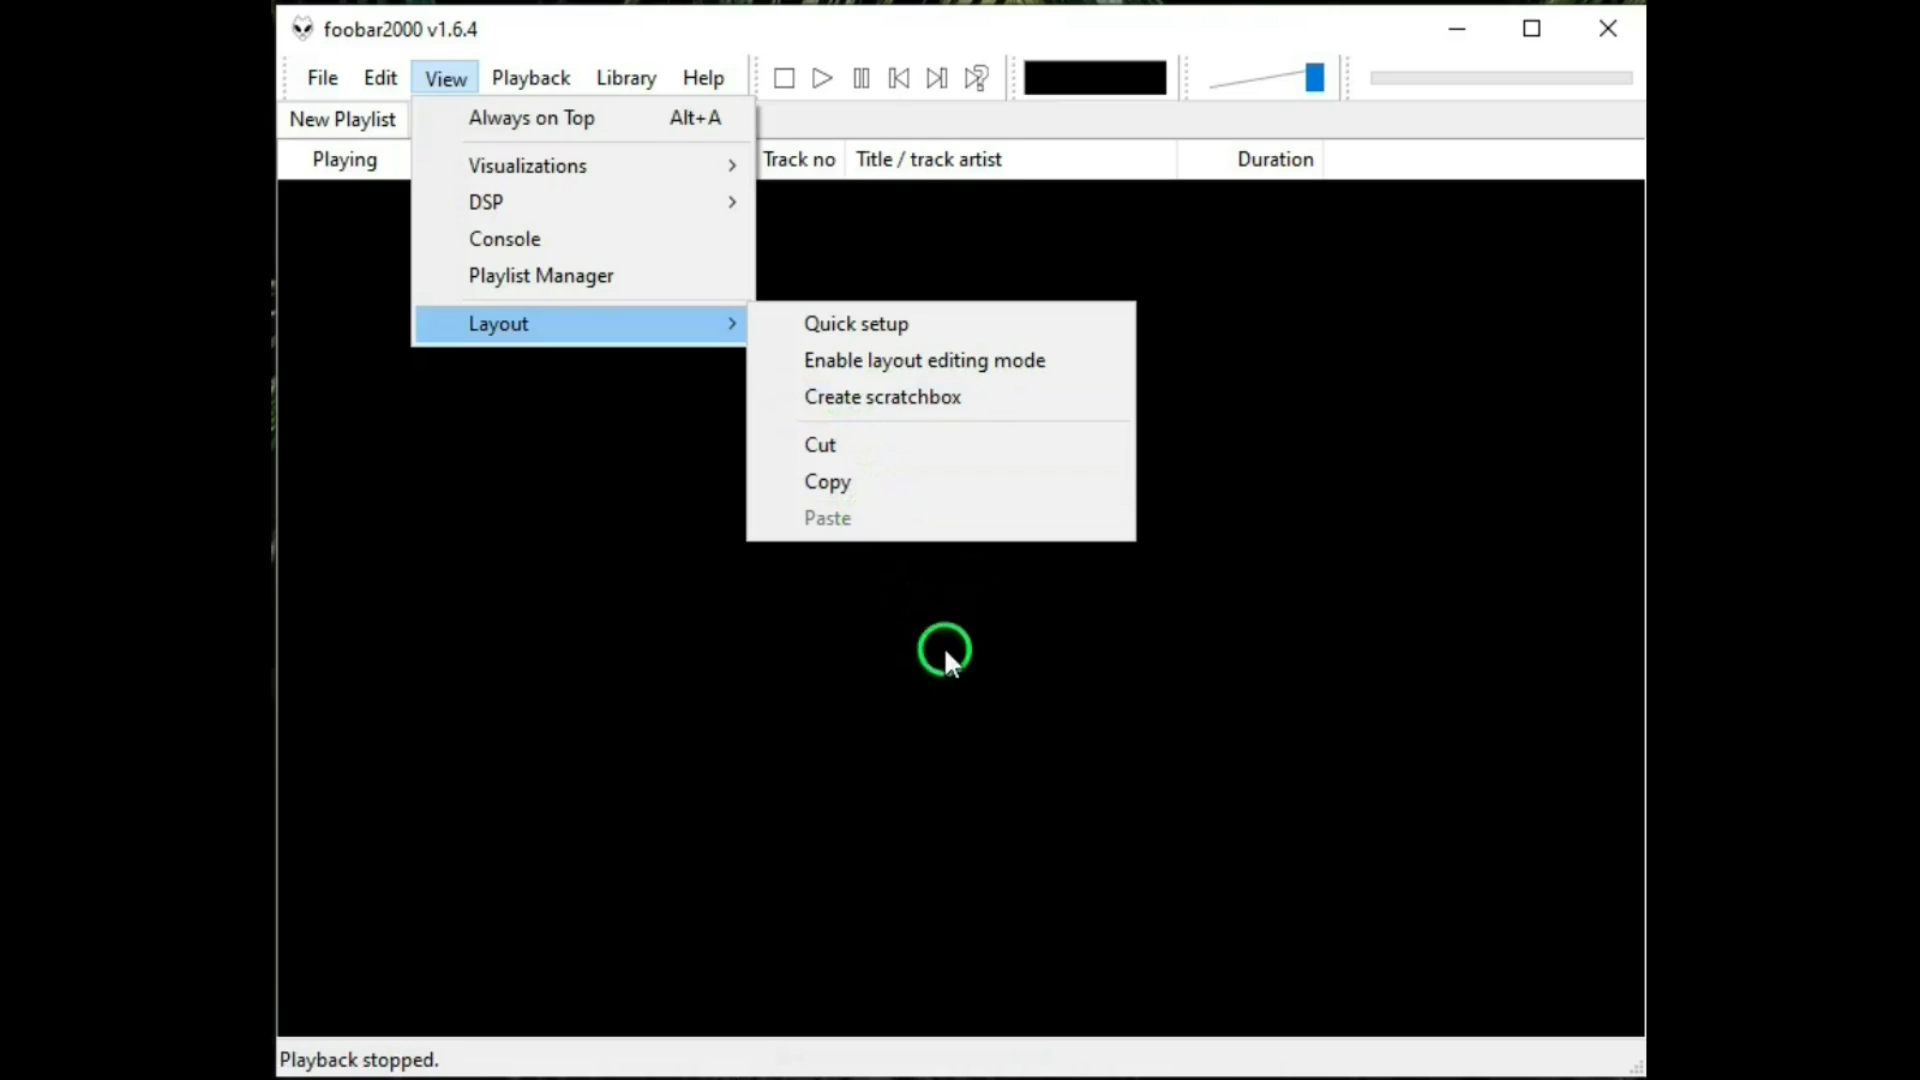 foobar2000 v1.6.4
File Edit View Playback Library Help
New Playlist
Playing Track no Title / track artist Duration
Always on Top Alt+A
Visualizations
DSP
Console
Playlist Manager
Layout
Quick setup
Enable layout editing mode
Create scratchbox
Cut
Copy
Paste
Playback stopped.